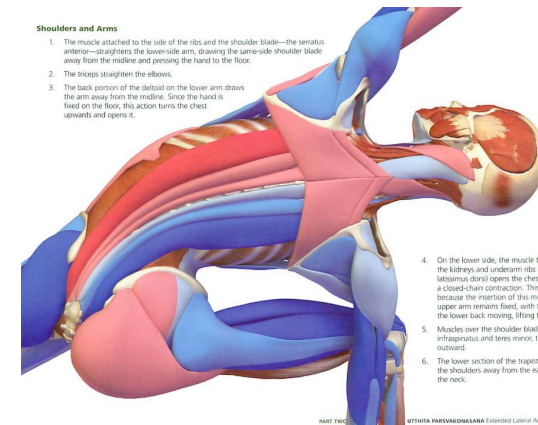 Shoulders and Arms
1. The muscle attached to the side of the ribs and the shoulder blade—the serratus
anterior—straightens the lower-side arm, drawing the same-side shoulder blade
away from the midline and pressing the hand to the floor.
2. The triceps straighten the elbows.
3. The back portion of the deltoid on the lower arm draws
the arm away from the midline. Since the hand is
fixed on the floor, this action turns the chest
upwards and opens it.
4. On the lower side, the muscle
the kidneys and underarm ribs
latissimus dorsi) opens the
a closed-chain contraction.
because the insertion of this
upper arm remains fixed, with
the lower back moving, lifting
5. Muscles over the shoulder
infraspinatus and teres minor,
outward.
6. The lower section of the
the shoulders away from the
the neck.
PART TWO
UTTHITA PARSVAKONASANA Extended Lateral